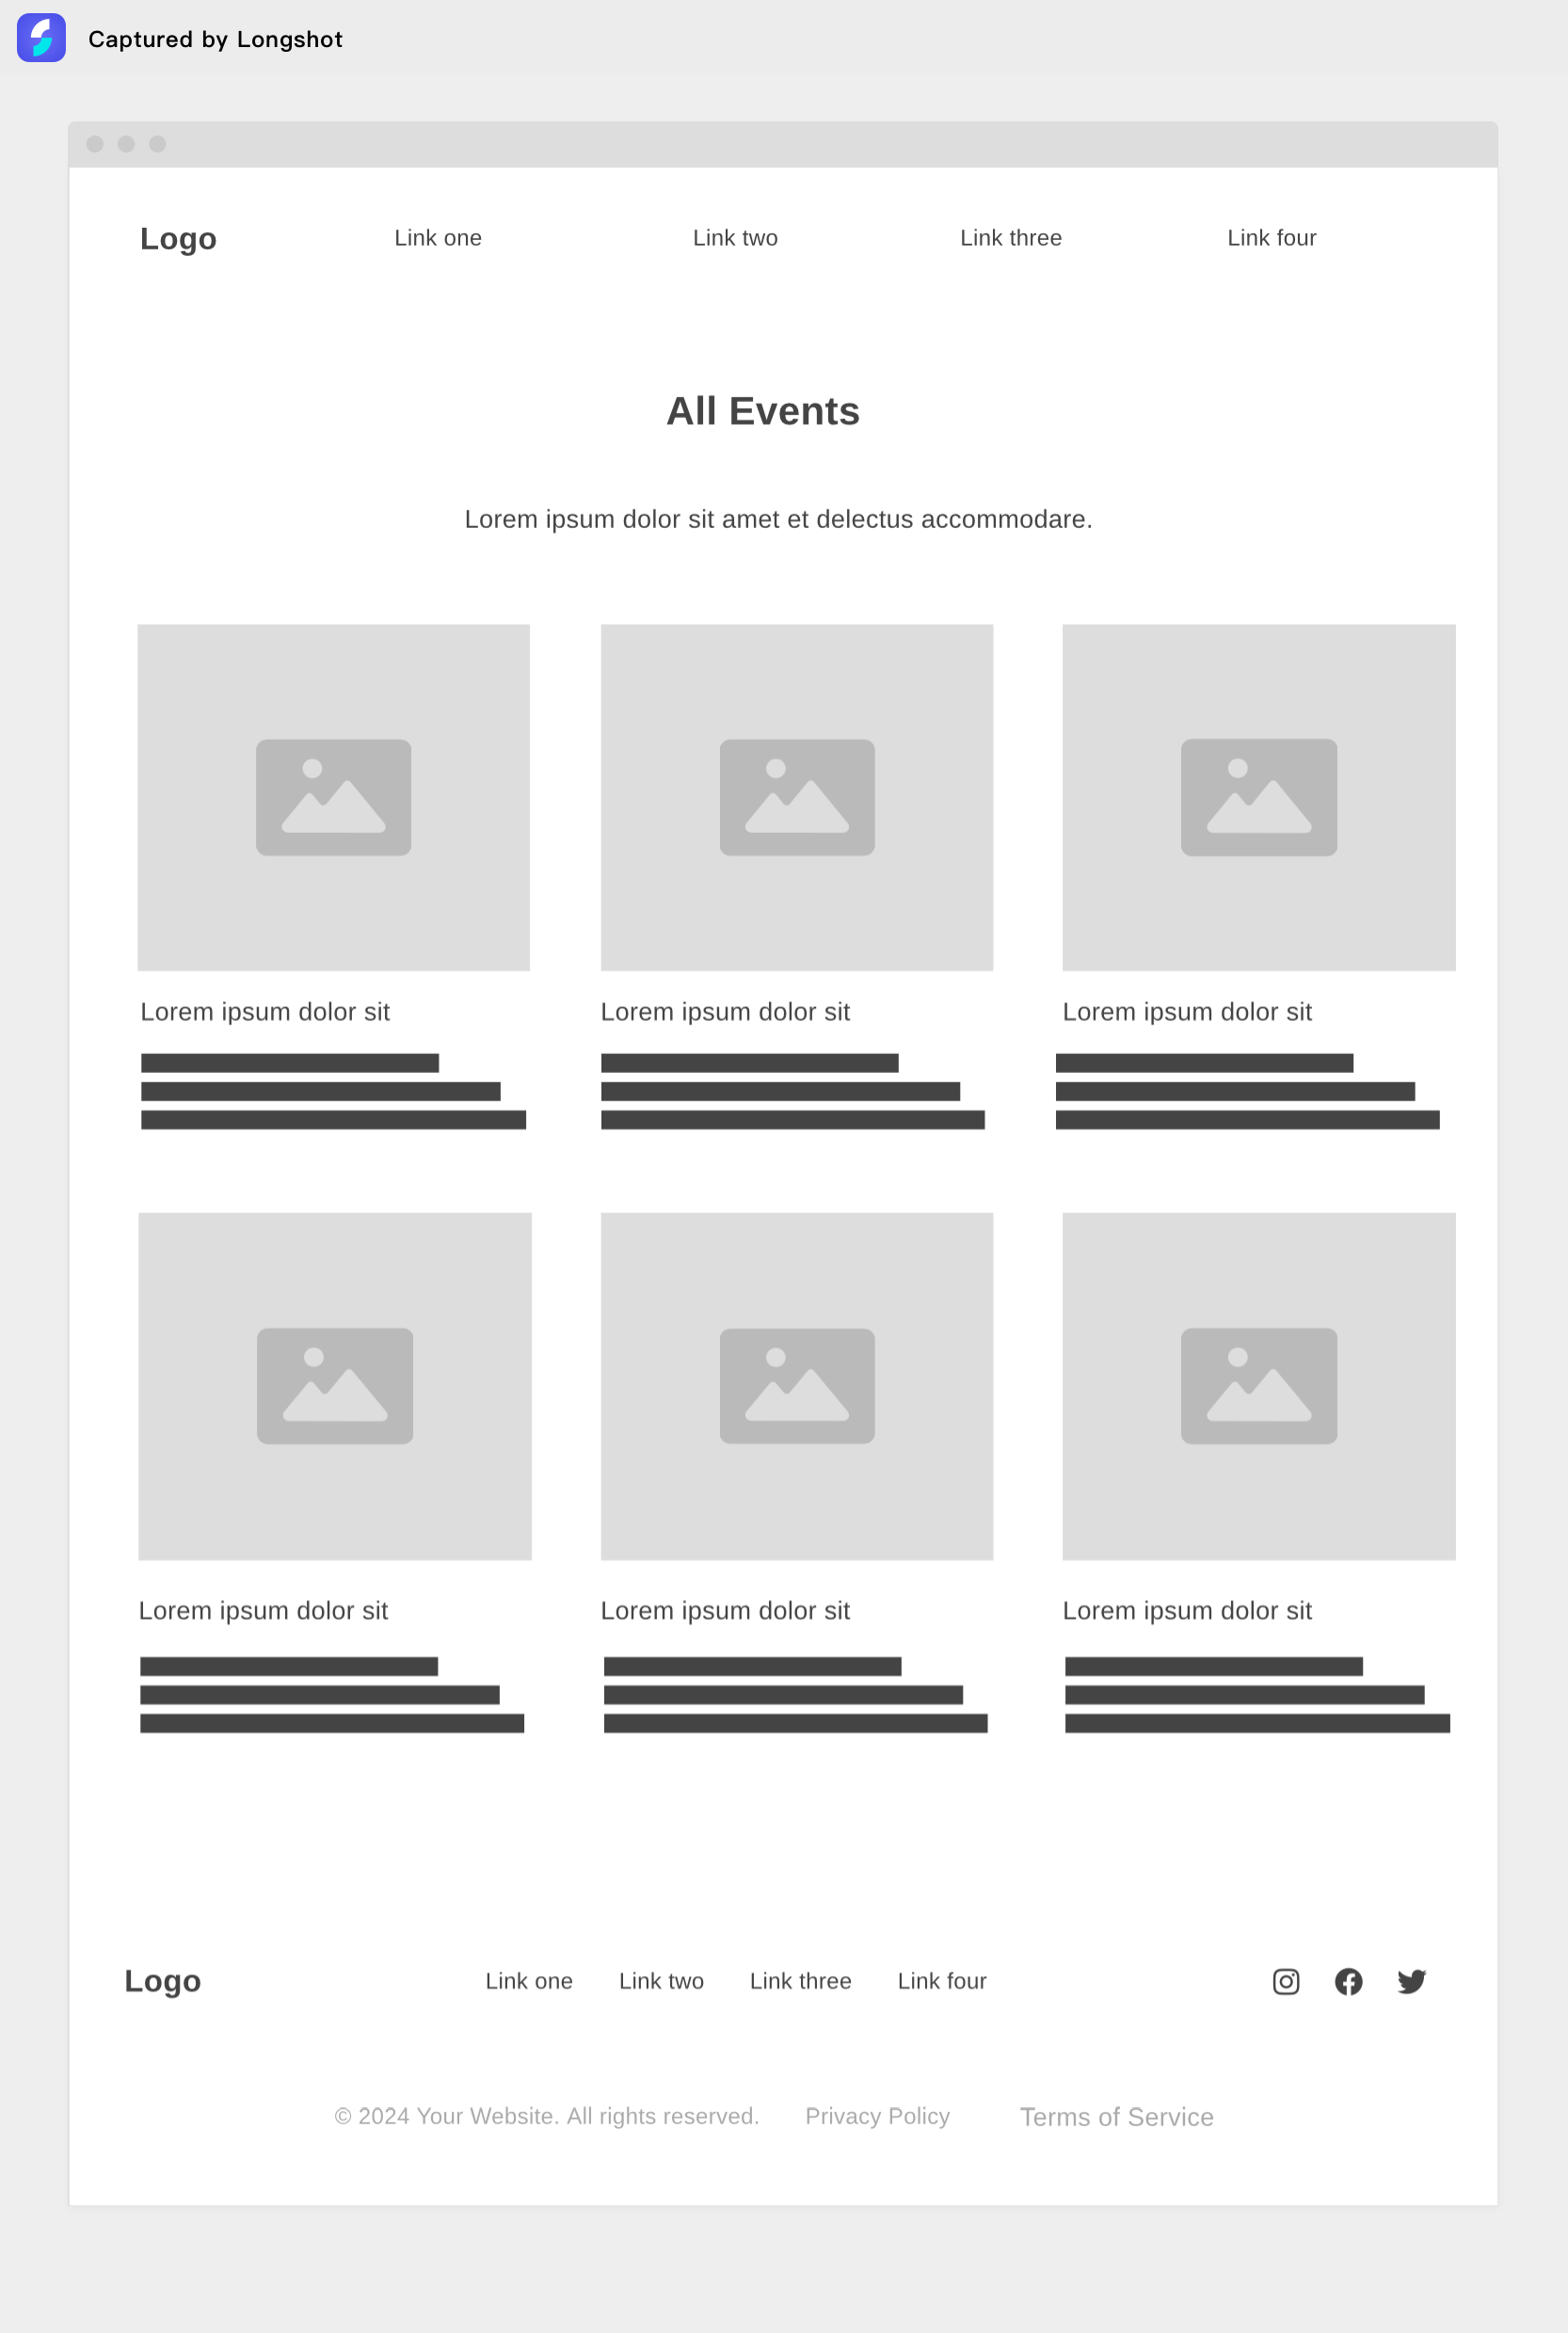 Captured by Longshot
Logo Link one Link two Link three Link four
All Events
Lorem ipsum dolor sit amet et delectus accommodare.
Lorem ipsum dolor sit Lorem ipsum dolor sit Lorem ipsum dolor sit
Lorem ipsum dolor sit Lorem ipsum dolor sit Lorem ipsum dolor sit
Logo Link one Link two Link three Link four
© 2024 Your Website. All rights reserved. Privacy Policy Terms of Service